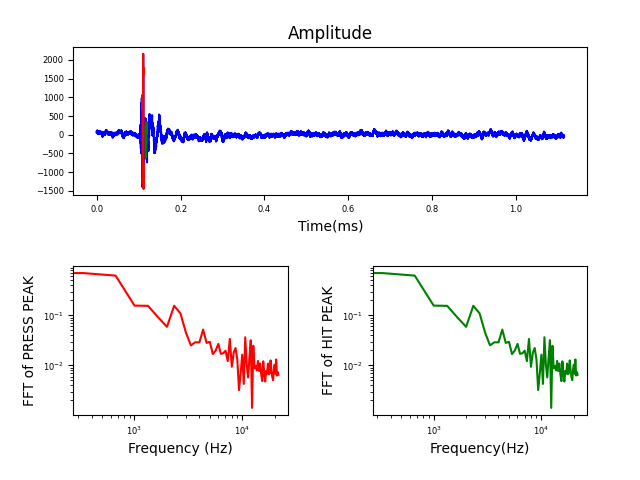 Amplitude
2000
1500
1000
500
0
−500
−1000
−1500
0.0 0.2 0.4 0.6 0.8 1.0
Time(ms)
FFT of PRESS PEAK
10⁻¹
10⁻²
10³ 10⁴
Frequency (Hz)
FFT of HIT PEAK
10⁻¹
10⁻²
10³ 10⁴
Frequency(Hz)